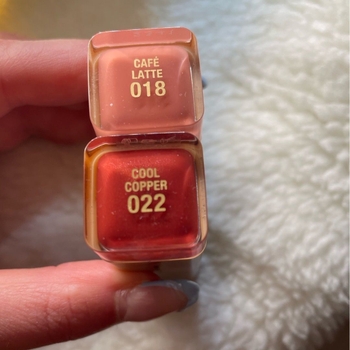 CAFÉ
LATTE
018
COOL
COPPER
022